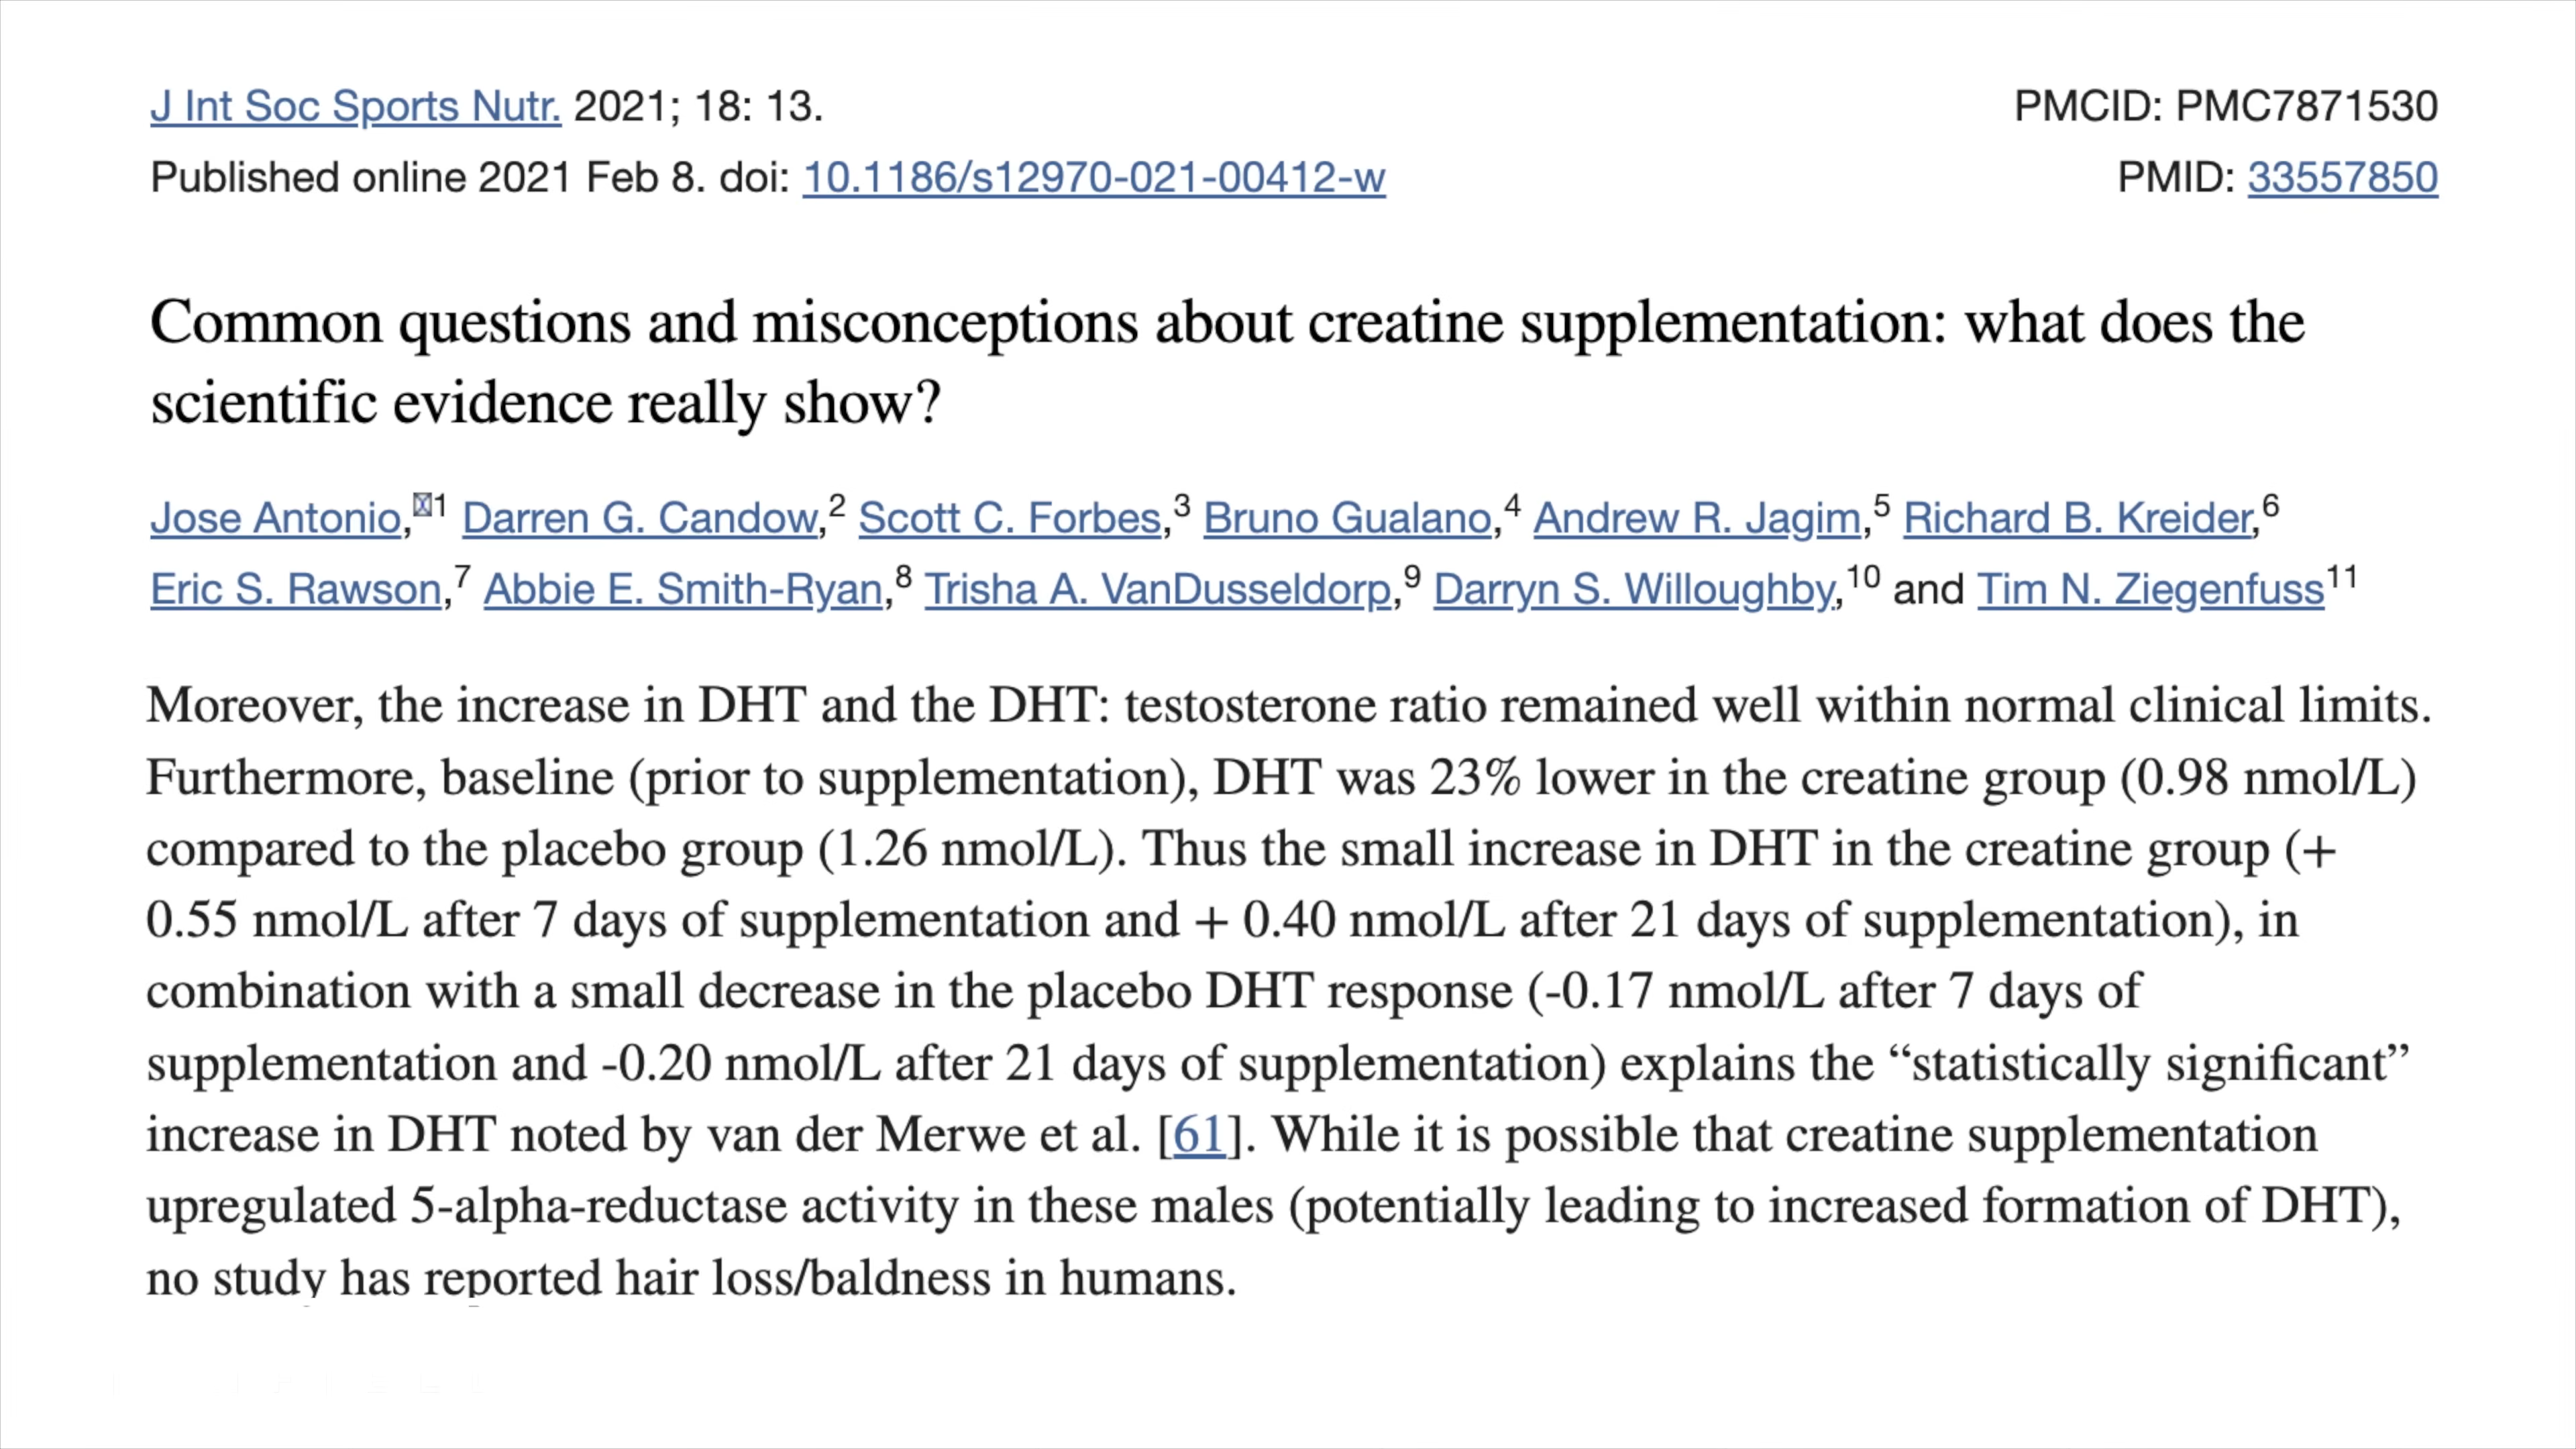 J Int Soc Sports Nutr. 2021; 18: 13.
PMCID: PMC7871530
Published online 2021 Feb 8. doi: 10.1186/s12970-021-00412-w
PMID: 33557850
Common questions and misconceptions about creatine supplementation: what does the
scientific evidence really show?
Jose Antonio,1 Darren G. Candow,2 Scott C. Forbes,3 Bruno Gualano,4 Andrew R. Jagim,5 Richard B. Kreider,6
Eric S. Rawson,7 Abbie E. Smith-Ryan,8 Trisha A. VanDusseldorp,9 Darryn S. Willoughby,10 and Tim N. Ziegenfuss11
Moreover, the increase in DHT and the DHT: testosterone ratio remained well within normal clinical limits.
Furthermore, baseline (prior to supplementation), DHT was 23% lower in the creatine group (0.98 nmol/L)
compared to the placebo group (1.26 nmol/L). Thus the small increase in DHT in the creatine group (+
0.55 nmol/L after 7 days of supplementation and + 0.40 nmol/L after 21 days of supplementation), in
combination with a small decrease in the placebo DHT response (-0.17 nmol/L after 7 days of
supplementation and -0.20 nmol/L after 21 days of supplementation) explains the “statistically significant”
increase in DHT noted by van der Merwe et al. [61]. While it is possible that creatine supplementation
upregulated 5-alpha-reductase activity in these males (potentially leading to increased formation of DHT),
no study has reported hair loss/baldness in humans.